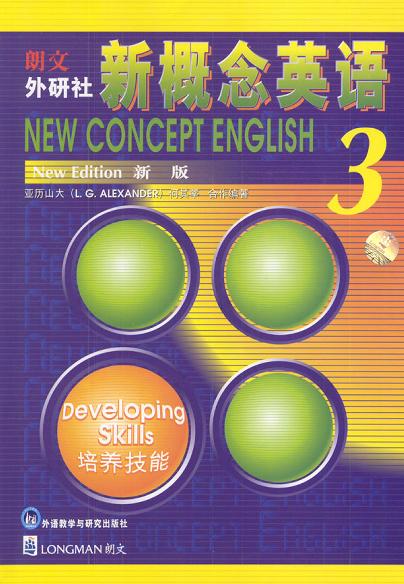 朗文
外研社
新概念英语
NEW CONCEPT ENGLISH
3
New Edition 新 版
亚历山大（L. G. ALEXANDER）何其莘 合作编著
Developing
Skills
培养技能
外语教学与研究出版社
LONGMAN 朗文